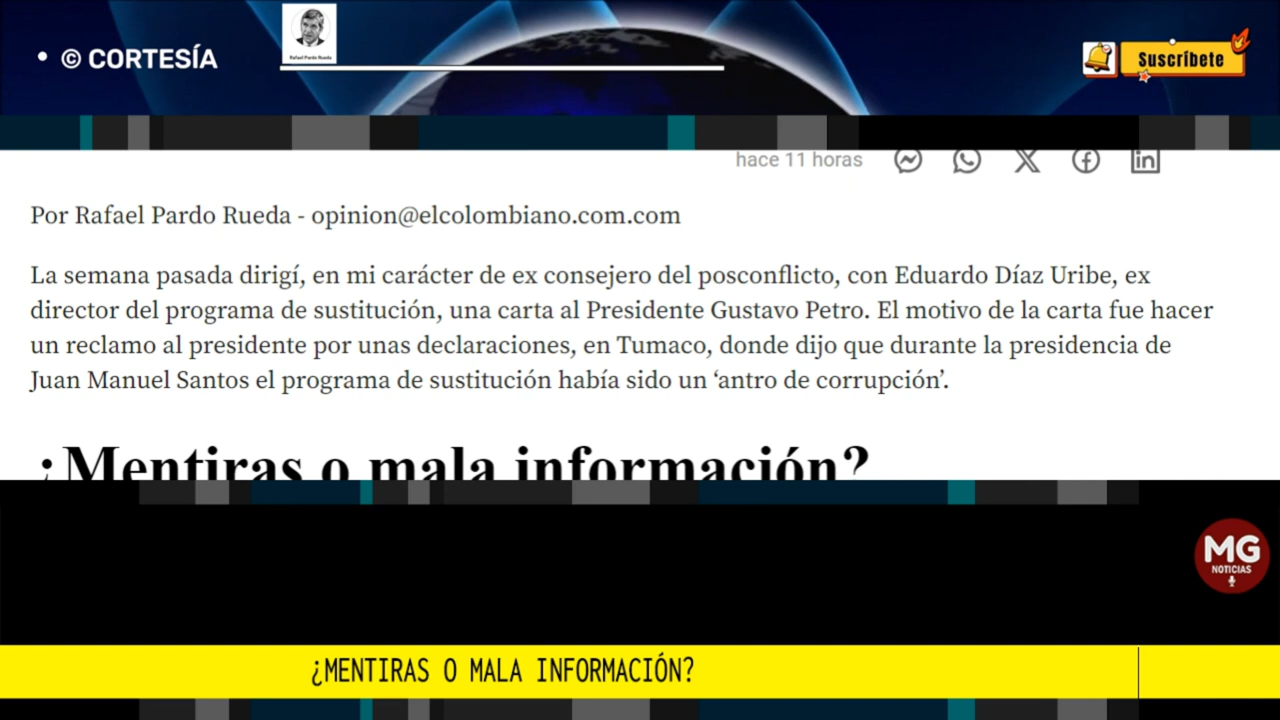 • © CORTESÍA
Rafael Pardo Rueda
Suscríbete
hace 11 horas
Por Rafael Pardo Rueda - opinion@elcolombiano.com.com
La semana pasada dirigí, en mi carácter de ex consejero del posconflicto, con Eduardo Díaz Uribe, ex
director del programa de sustitución, una carta al Presidente Gustavo Petro. El motivo de la carta fue hacer
un reclamo al presidente por unas declaraciones, en Tumaco, donde dijo que durante la presidencia de
Juan Manuel Santos el programa de sustitución había sido un ‘antro de corrupción’.
¿Mentiras o mala información?
MG
NOTICIAS
¿MENTIRAS O MALA INFORMACIÓN?